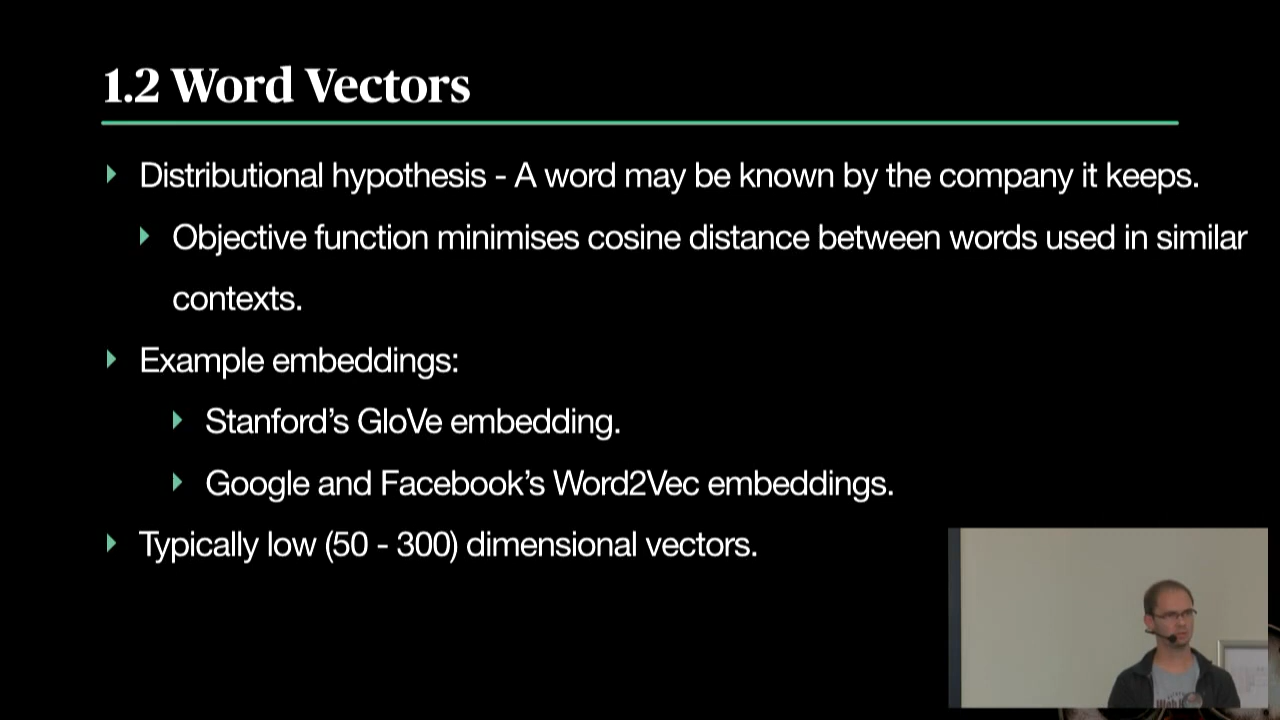 1.2 Word Vectors
Distributional hypothesis - A word may be known by the company it keeps.
Objective function minimises cosine distance between words used in similar
contexts.
Example embeddings:
Stanford’s GloVe embedding.
Google and Facebook’s Word2Vec embeddings.
Typically low (50 - 300) dimensional vectors.